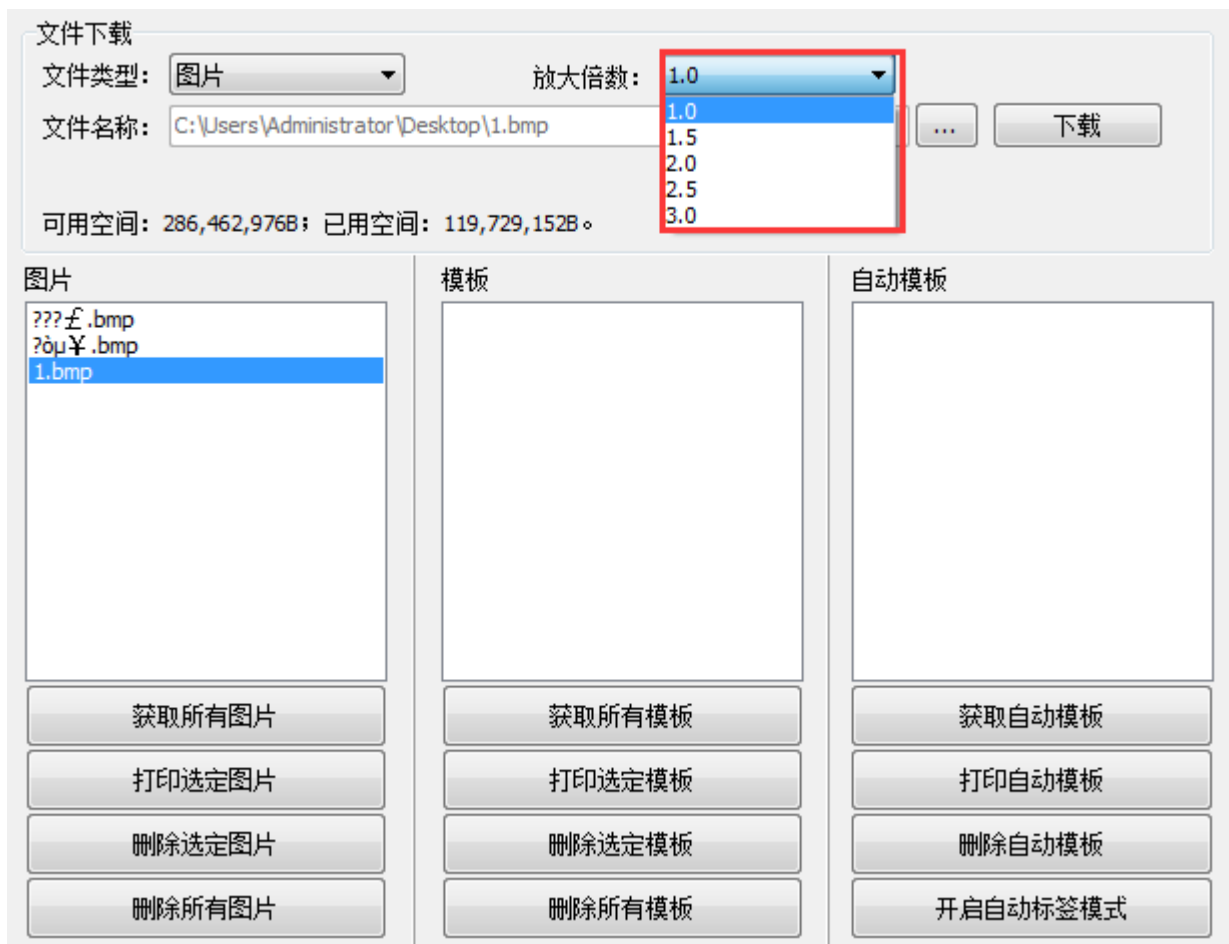 文件下载
文件类型： 图片 放大倍数： 1.0
1.0
1.5
2.0
2.5
3.0
文件名称： C:\Users\Administrator\Desktop\1.bmp ... 下载
可用空间：286,462,976B；已用空间：119,729,152B。
图片
???£.bmp
?òµ¥.bmp
1.bmp
获取所有图片
打印选定图片
删除选定图片
删除所有图片
模板
获取所有模板
打印选定模板
删除选定模板
删除所有模板
自动模板
获取自动模板
打印自动模板
删除自动模板
开启自动标签模式